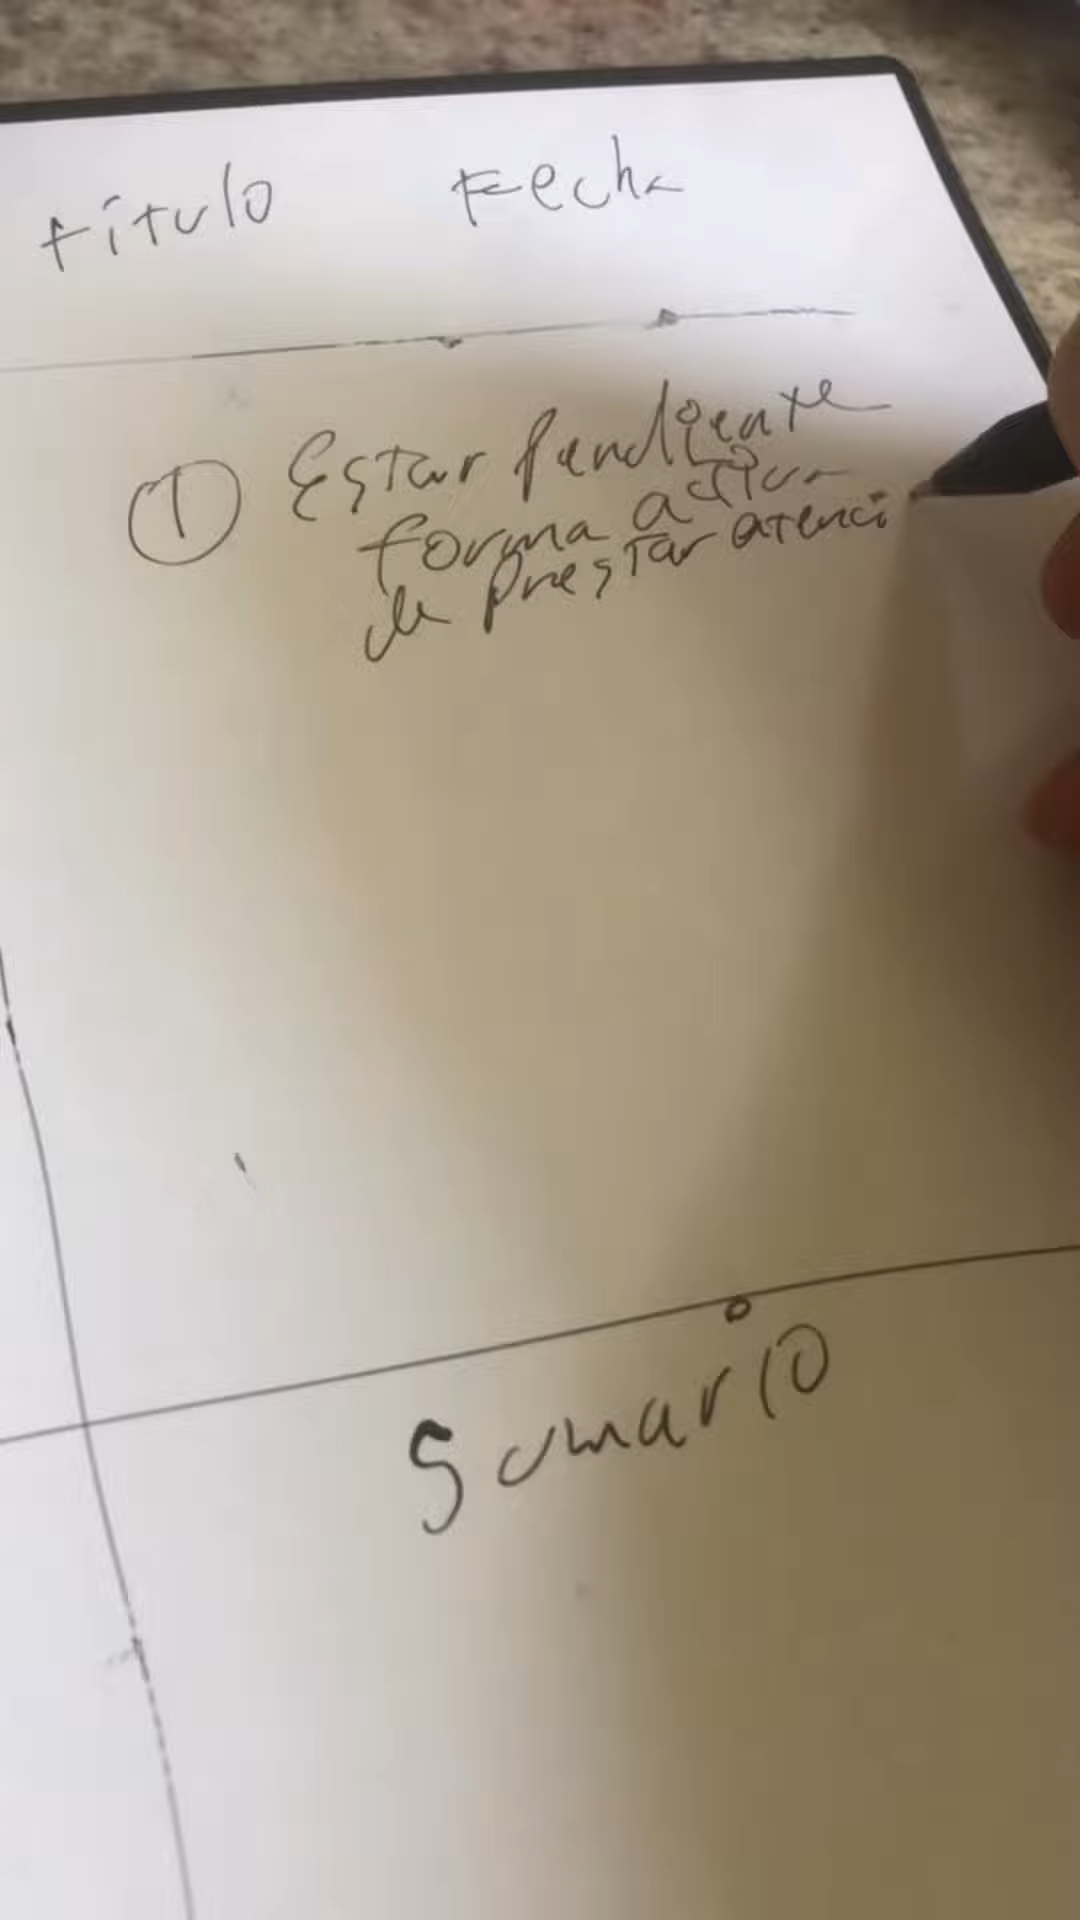 título Fecha
① Estar pendiente
forma activa
de prestar atenci
Sumario